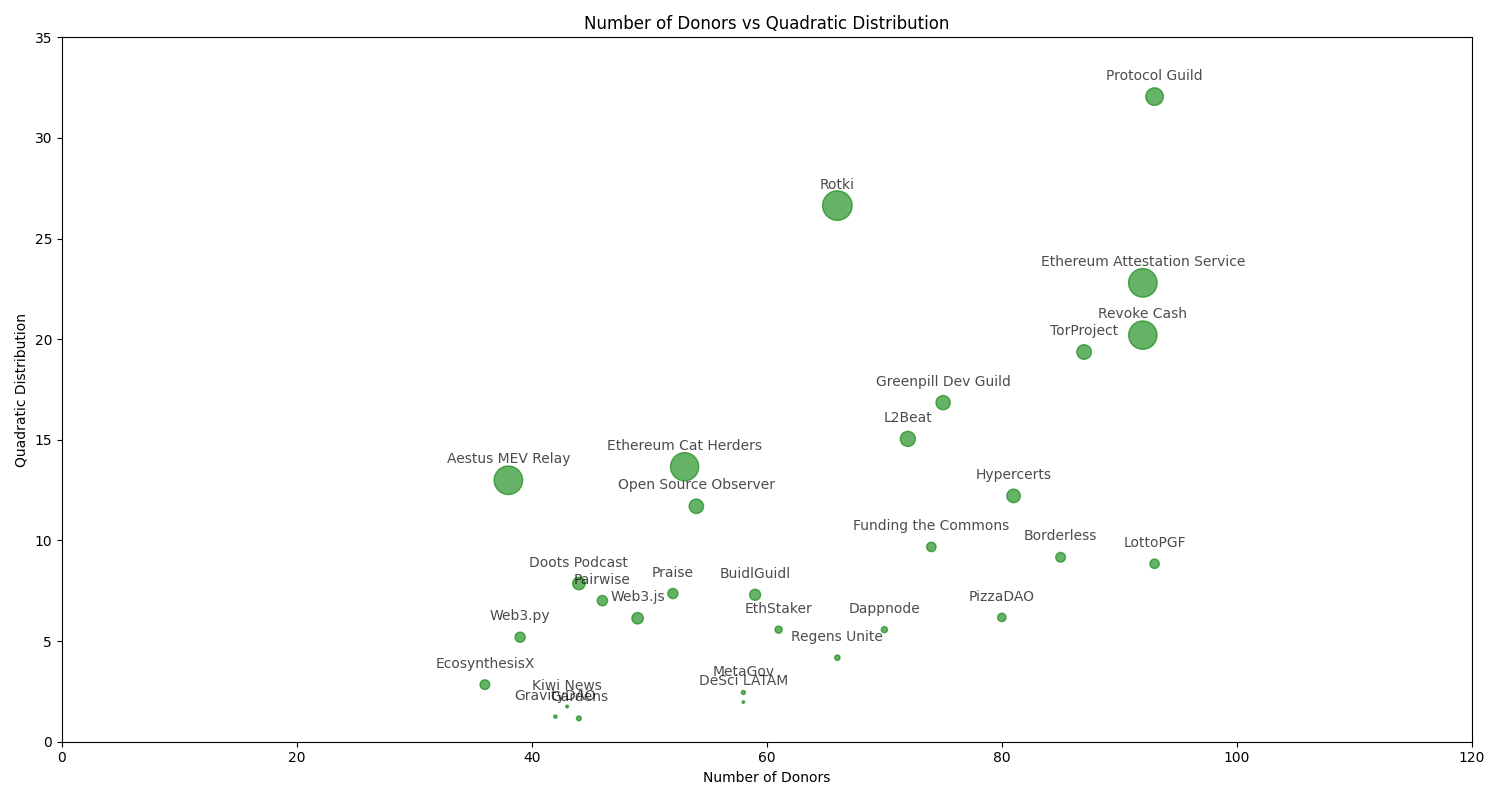 Number of Donors vs Quadratic Distribution
35
Protocol Guild
30
Rotki
25
Ethereum Attestation Service
Revoke Cash
TorProject
20
Greenpill Dev Guild
L2Beat
15
Ethereum Cat Herders
Aestus MEV Relay
Open Source Observer
Hypercerts
Funding the Commons
Borderless
LottoPGF
10
Doots Podcast
Pairwise
Praise
BuidlGuidl
Web3.js
Web3.py
EthStaker
Dappnode
PizzaDAO
Regens Unite
5
EcosynthesisX
MetaGov
DeSci LATAM
Kiwi News
GravityDAO
Gardens
0
0 20 40 60 80 100 120
Number of Donors
Quadratic Distribution